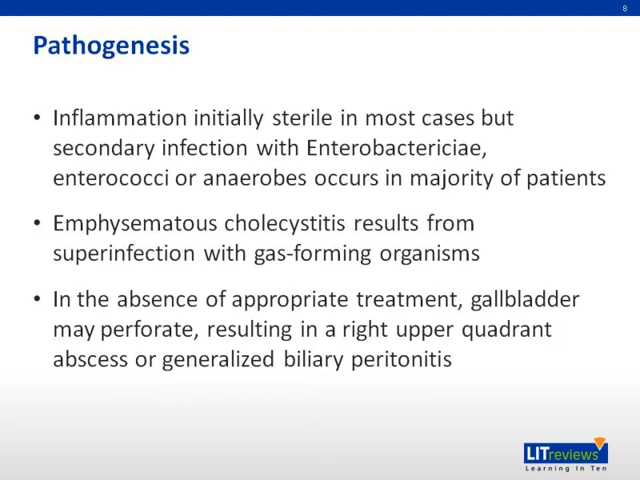 8
Pathogenesis
• Inflammation initially sterile in most cases but
secondary infection with Enterobactericiae,
enterococci or anaerobes occurs in majority of patients
• Emphysematous cholecystitis results from
superinfection with gas-forming organisms
• In the absence of appropriate treatment, gallbladder
may perforate, resulting in a right upper quadrant
abscess or generalized biliary peritonitis
LITreviews
Learning In Ten